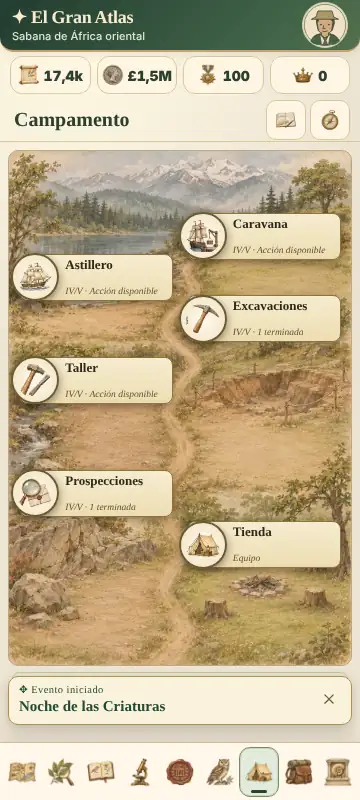 ✦ El Gran Atlas
Sabana de África oriental
17,4k
£1,5M
100
0
Campamento
Caravana
IV/V · Acción disponible
Astillero
IV/V · Acción disponible
Excavaciones
IV/V · 1 terminada
Taller
IV/V · Acción disponible
Prospecciones
IV/V · 1 terminada
Tienda
Equipo
✥ Evento iniciado
Noche de las Criaturas
×